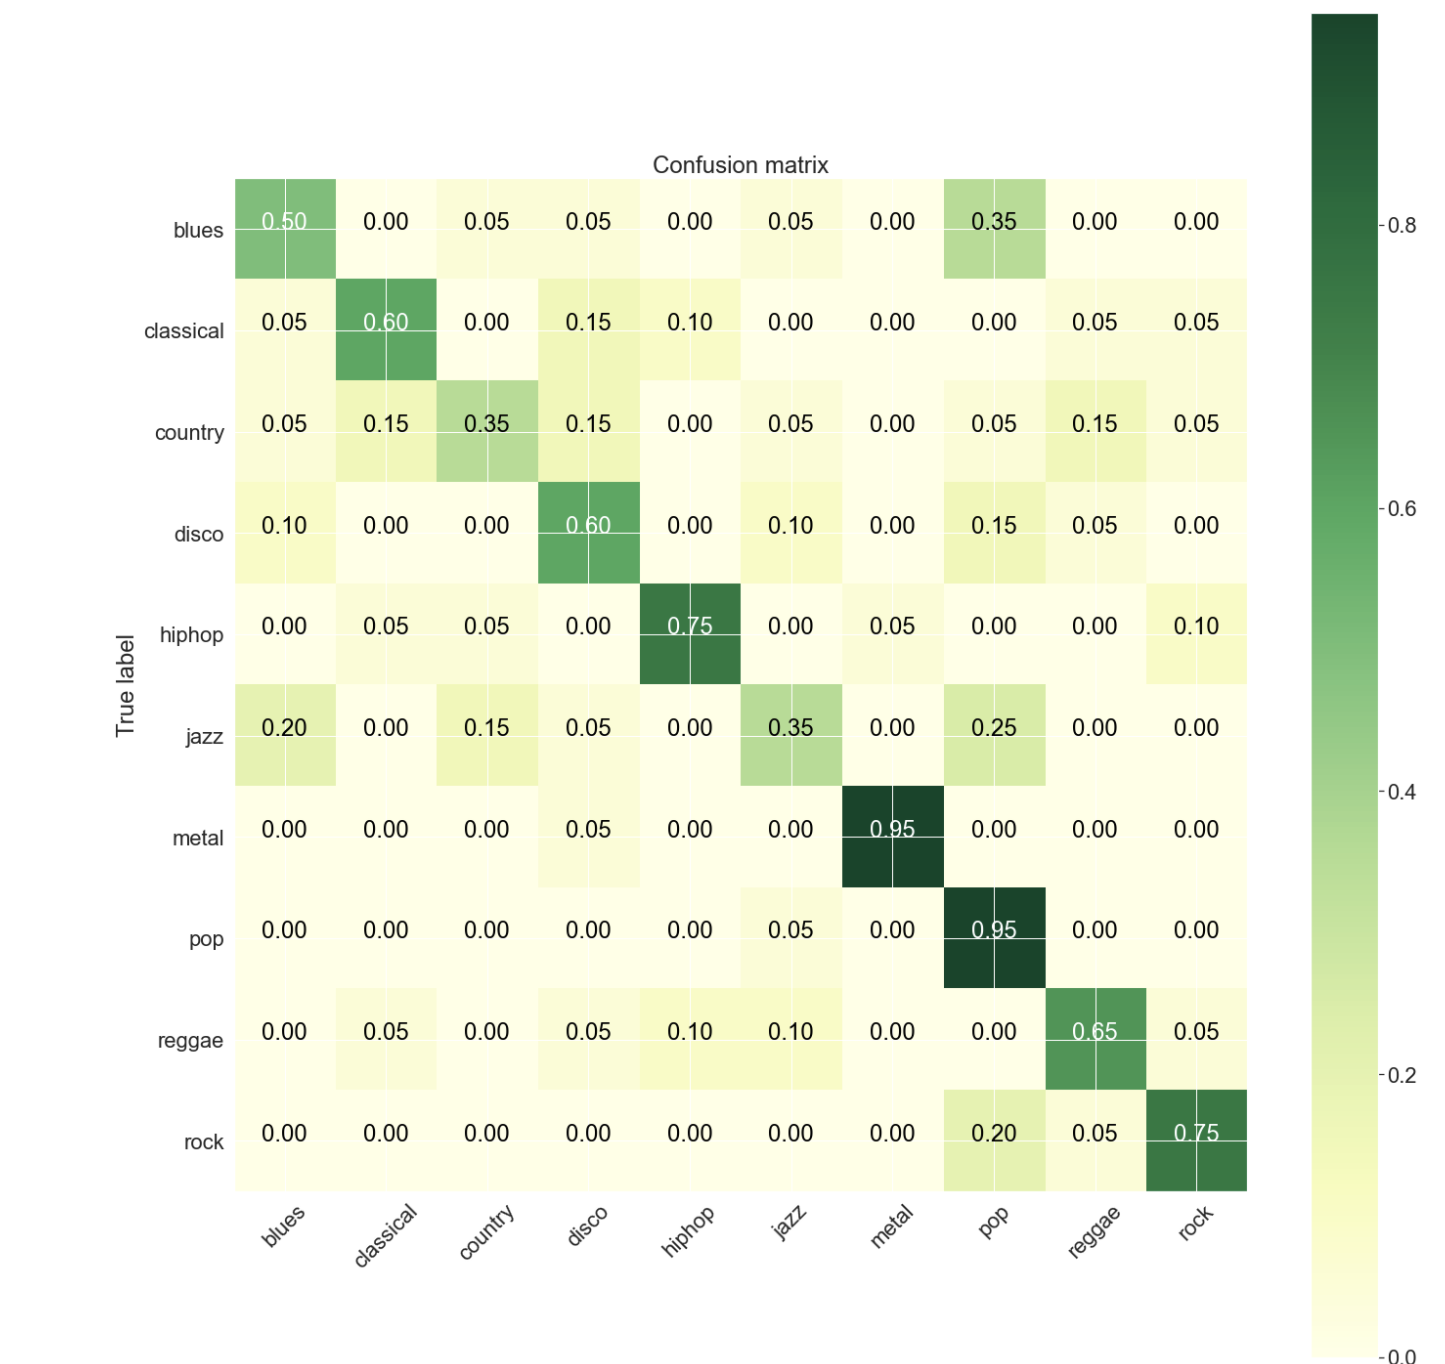 Confusion matrix
blues 0.50 0.00 0.05 0.05 0.00 0.05 0.00 0.35 0.00 0.00
classical 0.05 0.60 0.00 0.15 0.10 0.00 0.00 0.00 0.05 0.05
country 0.05 0.15 0.35 0.15 0.00 0.05 0.00 0.05 0.15 0.05
disco 0.10 0.00 0.00 0.60 0.00 0.10 0.00 0.15 0.05 0.00
hiphop 0.00 0.05 0.05 0.00 0.75 0.00 0.05 0.00 0.00 0.10
jazz 0.20 0.00 0.15 0.05 0.00 0.35 0.00 0.25 0.00 0.00
metal 0.00 0.00 0.00 0.05 0.00 0.00 0.95 0.00 0.00 0.00
pop 0.00 0.00 0.00 0.00 0.00 0.05 0.00 0.95 0.00 0.00
reggae 0.00 0.05 0.00 0.05 0.10 0.10 0.00 0.00 0.65 0.05
rock 0.00 0.00 0.00 0.00 0.00 0.00 0.00 0.20 0.05 0.75
blues classical country disco hiphop jazz metal pop reggae rock
True label
0.8
0.6
0.4
0.2
0.0